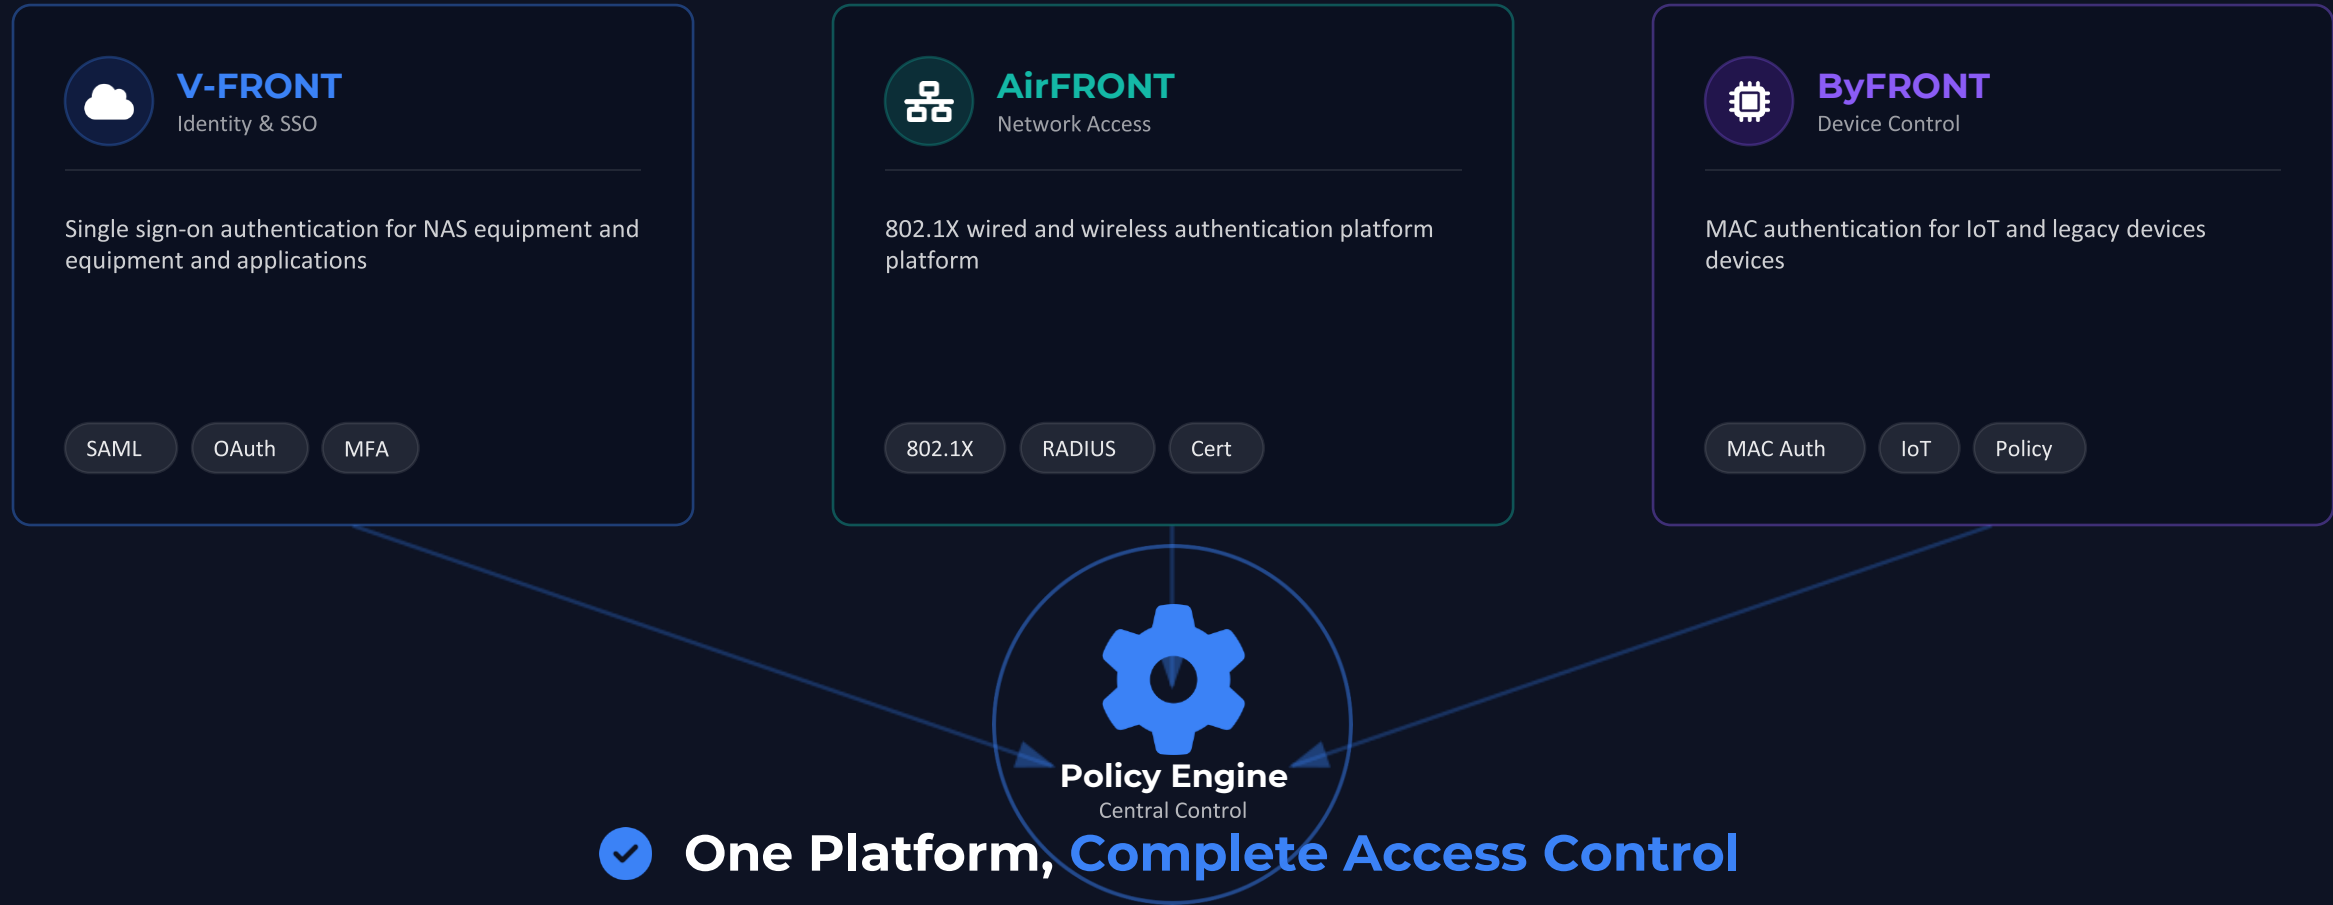 V-FRONT
Identity & SSO
Single sign-on authentication for NAS equipment and
equipment and applications
SAML
OAuth
MFA
AirFRONT
Network Access
802.1X wired and wireless authentication platform
platform
802.1X
RADIUS
Cert
ByFRONT
Device Control
MAC authentication for IoT and legacy devices
devices
MAC Auth
IoT
Policy
Policy Engine
Central Control
One Platform, Complete Access Control